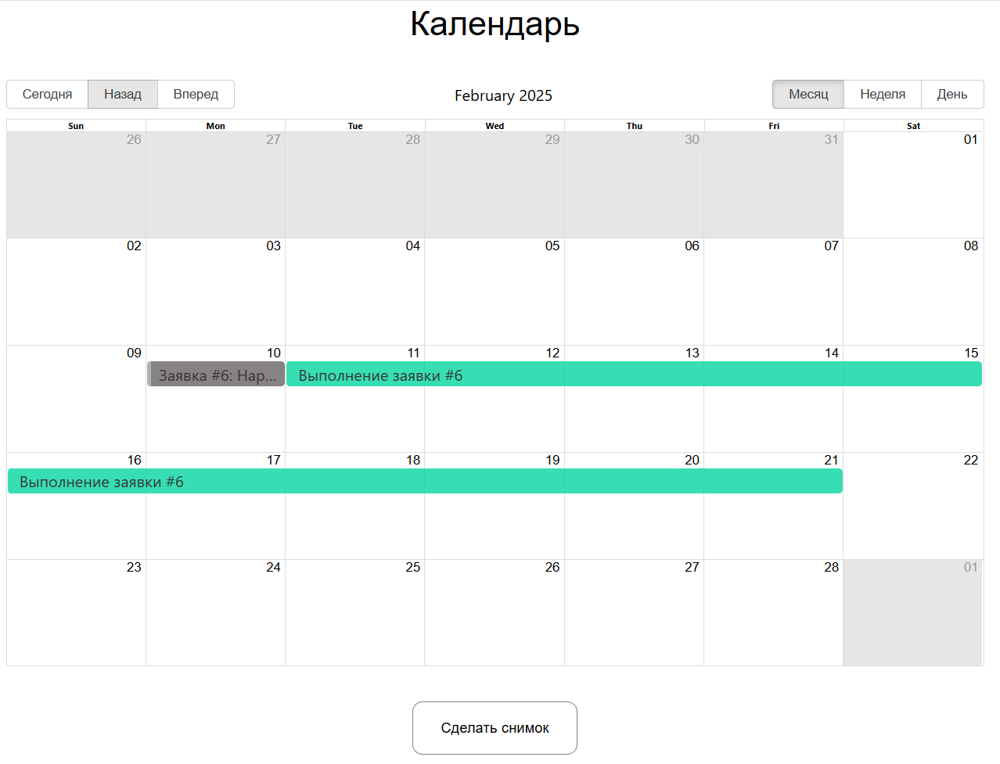 Календарь
Сегодня Назад Вперед February 2025 Месяц Неделя День
Sun Mon Tue Wed Thu Fri Sat
26 27 28 29 30 31 01
02 03 04 05 06 07 08
09 10 11 12 13 14 15
Заявка #6: Нар... Выполнение заявки #6
16 17 18 19 20 21 22
Выполнение заявки #6
23 24 25 26 27 28 01
Сделать снимок